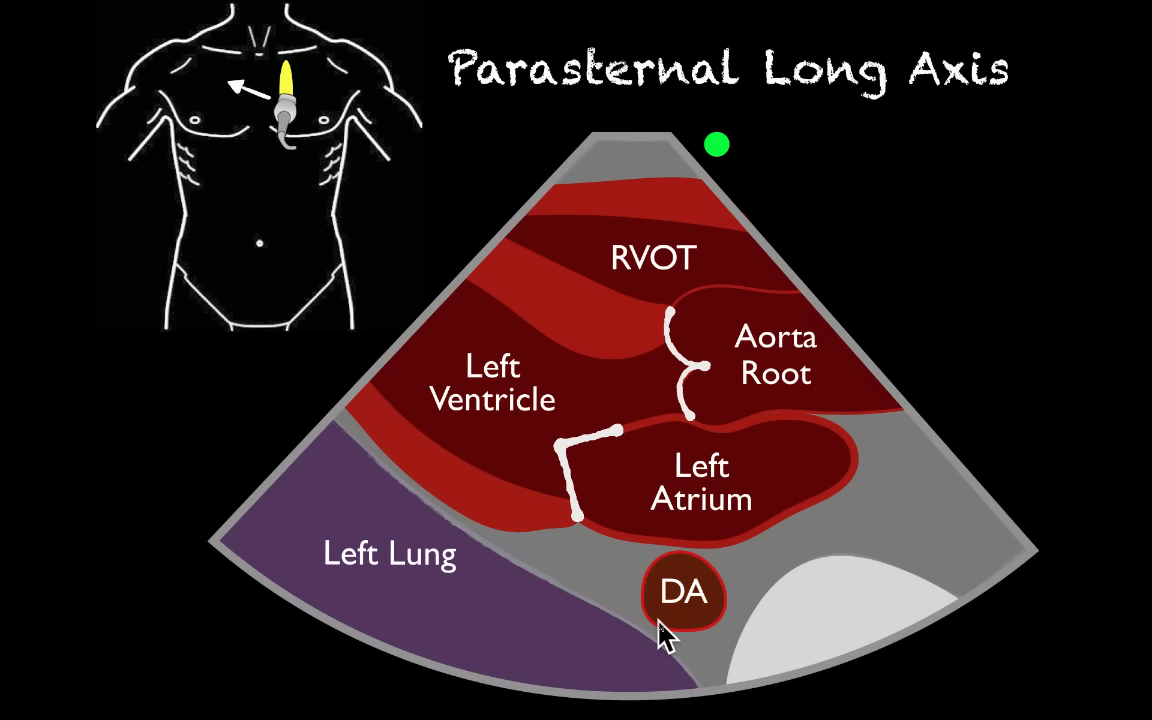 Parasternal Long Axis
RVOT
Aorta
Root
Left
Ventricle
Left
Atrium
Left Lung
DA